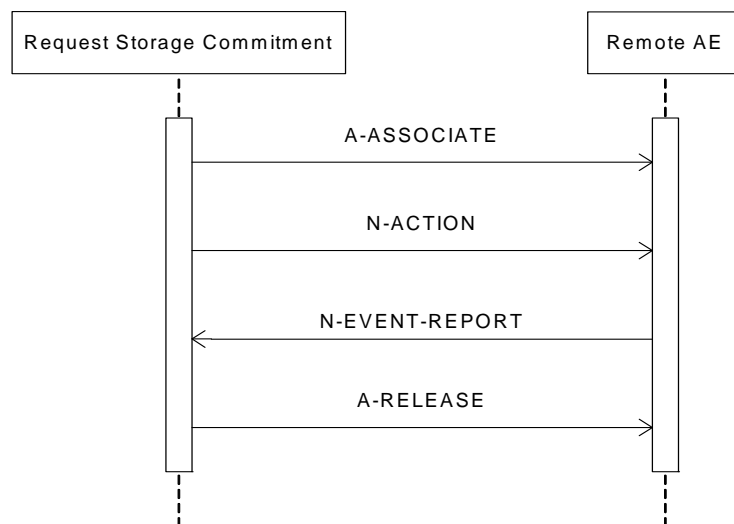 Request Storage Commitment
Remote AE
A-ASSOCIATE
N-ACTION
N-EVENT-REPORT
A-RELEASE